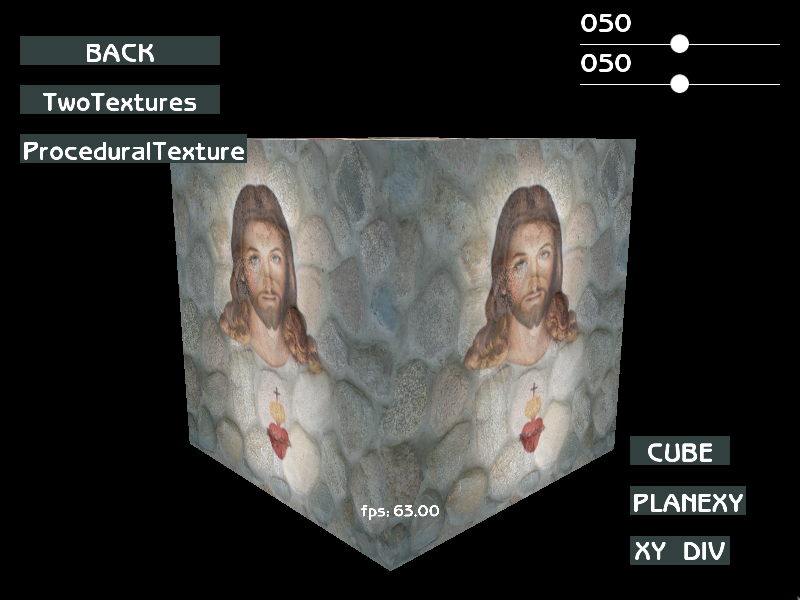 BACK
TwoTextures
ProceduralTexture
050
050
fps: 63.00
CUBE
PLANEXY
XY DIV